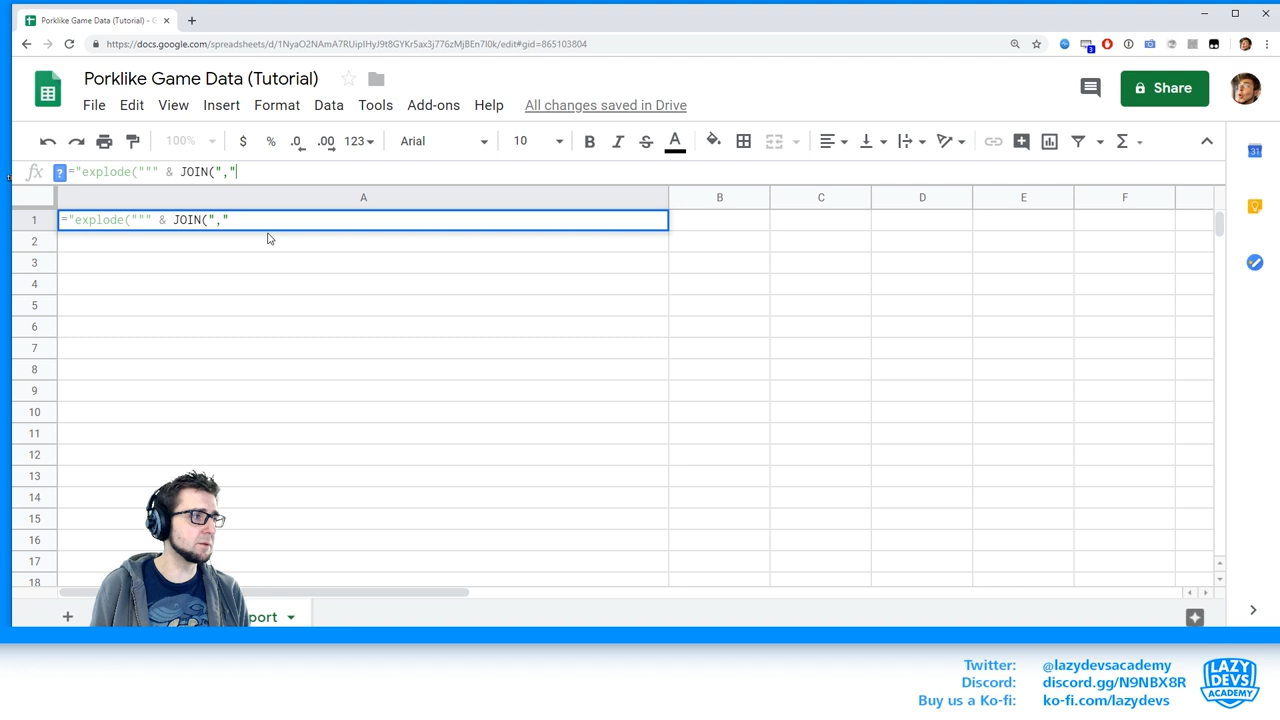 Porklike Game Data (Tutorial) - G
https://docs.google.com/spreadsheets/d/1NyaO2NAmA7RUipIHyJ9t8GYKr5ax3j776zMjBEn7I0k/edit#gid=865103804
3
Porklike Game Data (Tutorial)
Share
File Edit View Insert Format Data Tools Add-ons Help All changes saved in Drive
100% $ % .0 .00 123 Arial 10 B I S A Σ
31
fx ? ="explode(""" & JOIN(","
A B C D E F
1 ="explode(""" & JOIN(","
2
3
4
5
6
7
8
9
10
11
12
13
14
15
16
17
18
+ port
Twitter: @lazydevsacademy
Discord: discord.gg/N9NBX8R
Buy us a Ko-fi: ko-fi.com/lazydevs
LAZY
DEVS
ACADEMY